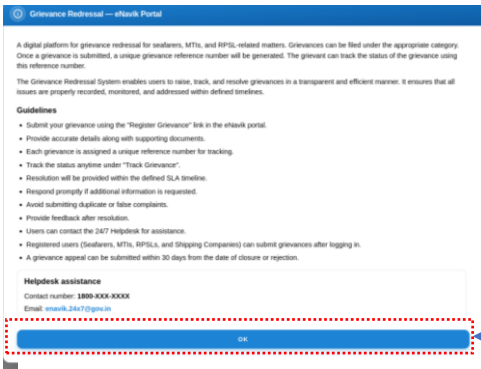 Grievance Redressal — eNavik Portal
A digital platform for grievance redressal for seafarers, MTIs, and RPSL-related matters. Grievances can be filed under the appropriate category.
Once a grievance is submitted, a unique grievance reference number will be generated. The grievant can track the status of the grievance using
this reference number.
The Grievance Redressal System enables users to raise, track, and resolve grievances in a transparent and efficient manner. It ensures that all
issues are properly recorded, monitored, and addressed within defined timelines.
Guidelines
• Submit your grievance using the "Register Grievance" link in the eNavik portal.
• Provide accurate details along with supporting documents.
• Each grievance is assigned a unique reference number for tracking.
• Track the status anytime under "Track Grievance".
• Resolution will be provided within the defined SLA timeline.
• Respond promptly if additional information is requested.
• Avoid submitting duplicate or false complaints.
• Provide feedback after resolution.
• Users can contact the 24/7 Helpdesk for assistance.
• Registered users (Seafarers, MTIs, RPSLs, and Shipping Companies) can submit grievances after logging in.
• A grievance appeal can be submitted within 30 days from the date of closure or rejection.
Helpdesk assistance
Contact number: 1800-XXX-XXXX
Email: enavik.24x7@gov.in
OK